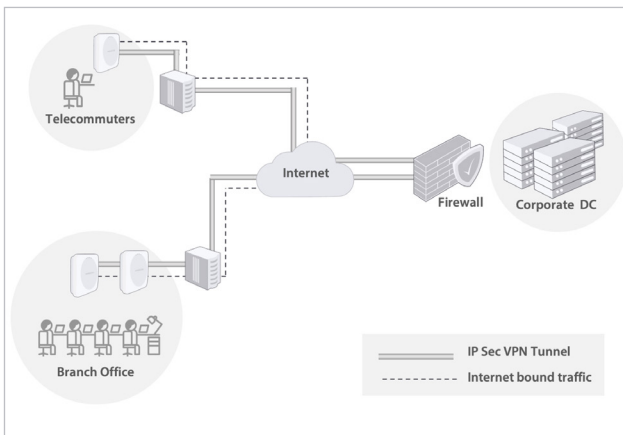 Telecommuters
Internet
Firewall
Corporate DC
Branch Office
IP Sec VPN Tunnel
Internet bound traffic